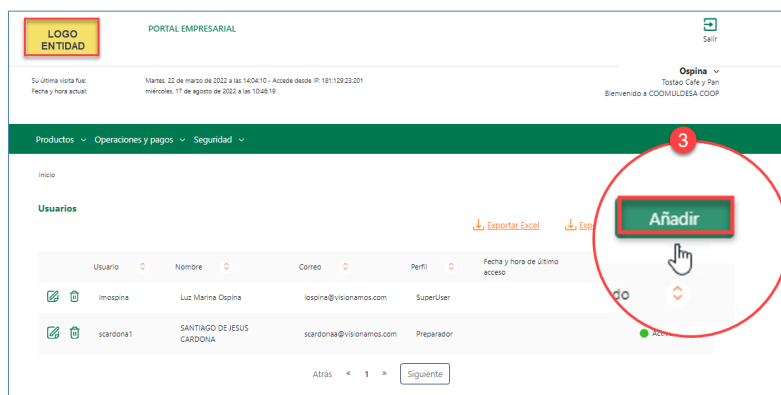 LOGO
ENTIDAD
PORTAL EMPRESARIAL
Salir
Su última visita fue: Martes, 22 de marzo de 2022 a las 14:04:10 - Accede desde IP: 181:129:23:201
Fecha y hora actual: miércoles, 17 de agosto de 2022 a las 10:46:19
Ospina
Tostao Cafe y Pan
Bienvenido a COOMULDESA COOP
Productos Operaciones y pagos Seguridad
3
Inicio
Usuarios
Exportar Excel Exp
Añadir
Usuario Nombre Correo Perfil Fecha y hora de último acceso do
lmospina Luz Marina Ospina lospina@visionamos.com SuperUser
scardona1 SANTIAGO DE JESUS CARDONA scardonaa@visionamos.com Preparador
Atrás « 1 » Siguiente